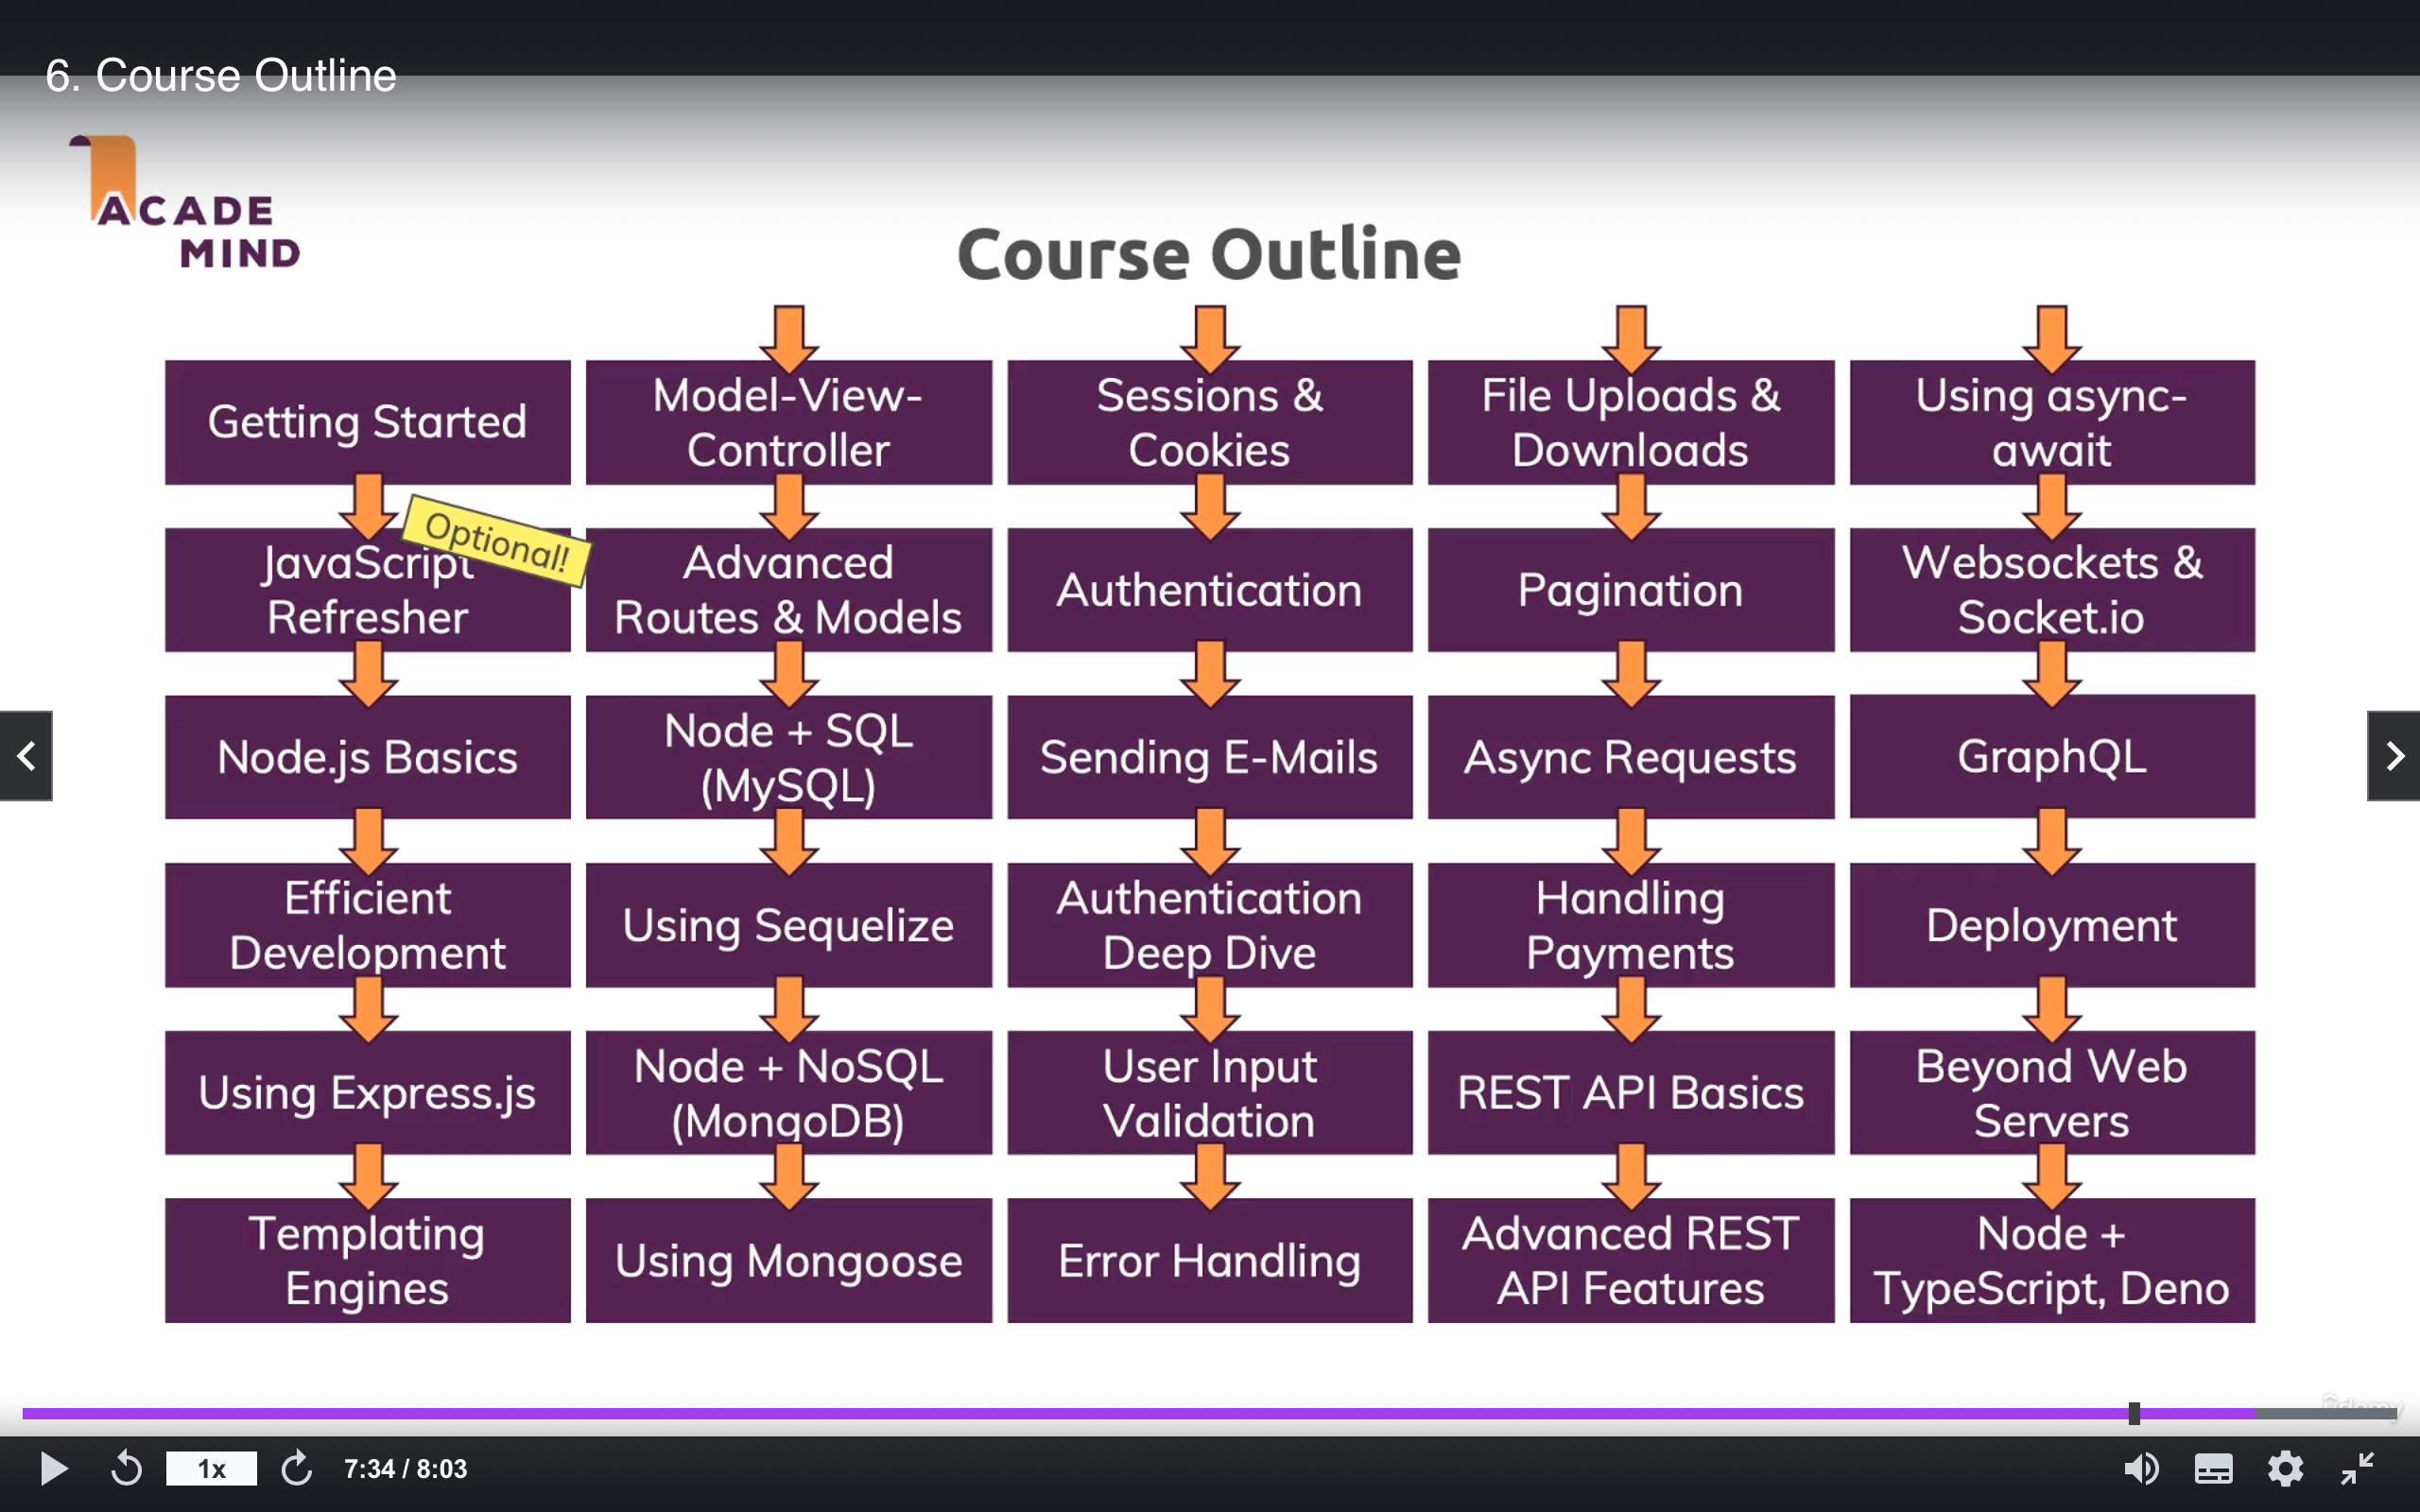 6. Course Outline
ACADE
MIND
Course Outline
Getting Started
Optional!
JavaScript
Refresher
Node.js Basics
Efficient
Development
Using Express.js
Templating
Engines
Model-View-
Controller
Advanced
Routes & Models
Node + SQL
(MySQL)
Using Sequelize
Node + NoSQL
(MongoDB)
Using Mongoose
Sessions &
Cookies
Authentication
Sending E-Mails
Authentication
Deep Dive
User Input
Validation
Error Handling
File Uploads &
Downloads
Pagination
Async Requests
Handling
Payments
REST API Basics
Advanced REST
API Features
Using async-
await
Websockets &
Socket.io
GraphQL
Deployment
Beyond Web
Servers
Node +
TypeScript, Deno
udemy
1x
7:34 / 8:03